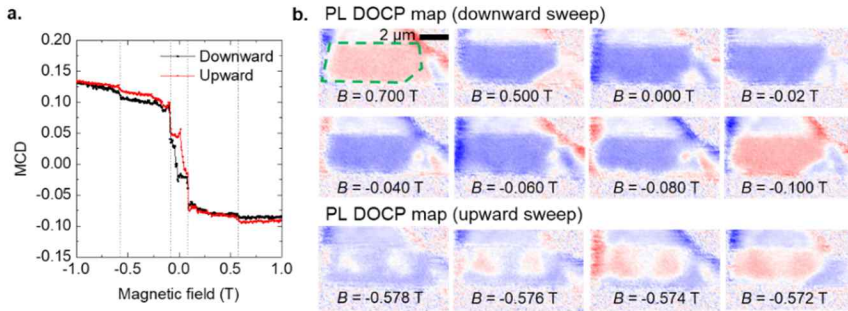 a.
0.20
0.15
0.10
0.05
0.00
-0.05
-0.10
-0.15
MCD
Downward
Upward
-1.0 -0.5 0.0 0.5 1.0
Magnetic field (T)
b.
PL DOCP map (downward sweep)
2 μm
B = 0.700 T B = 0.500 T B = 0.000 T B = -0.02 T
B = -0.040 T B = -0.060 T B = -0.080 T B = -0.100 T
PL DOCP map (upward sweep)
B = -0.578 T B = -0.576 T B = -0.574 T B = -0.572 T